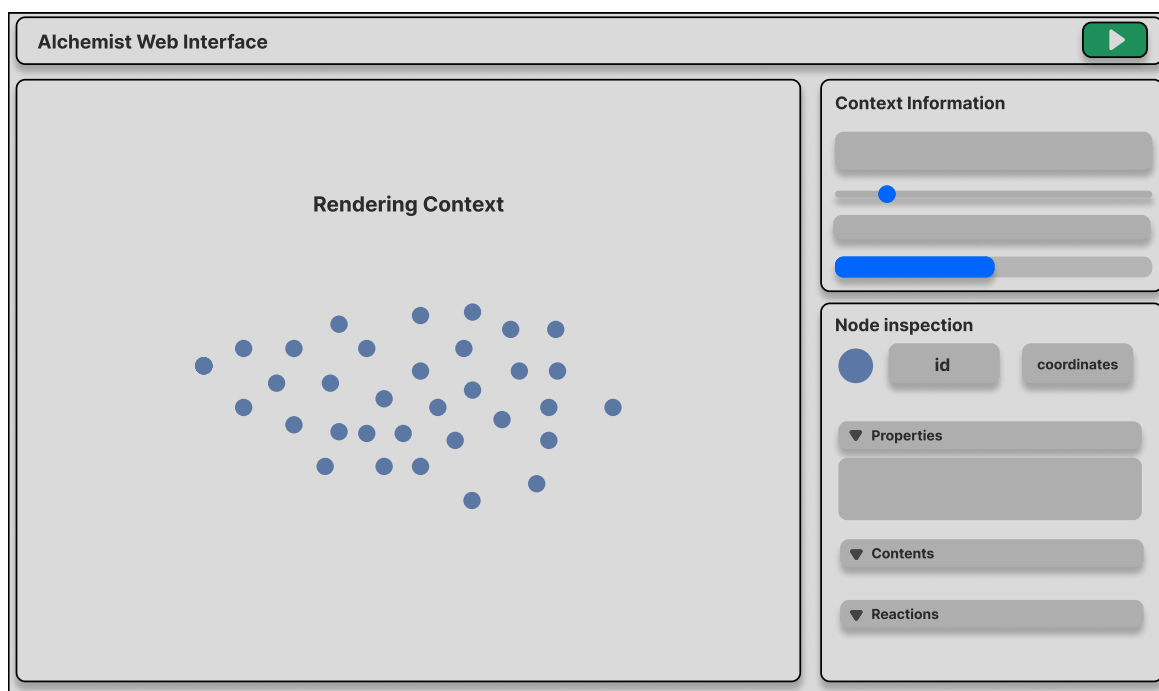 Alchemist Web Interface
Rendering Context
Context Information
Node inspection
id
coordinates
Properties
Contents
Reactions